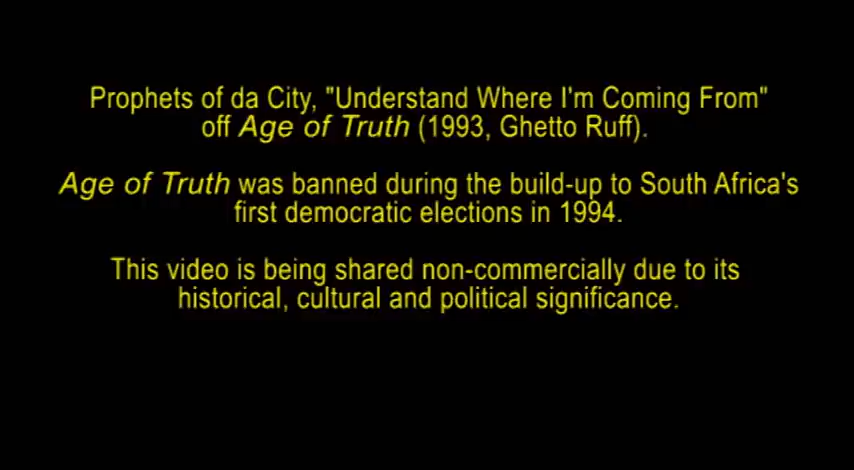 Prophets of da City, "Understand Where I'm Coming From"
off Age of Truth (1993, Ghetto Ruff).
Age of Truth was banned during the build-up to South Africa's
first democratic elections in 1994.
This video is being shared non-commercially due to its
historical, cultural and political significance.